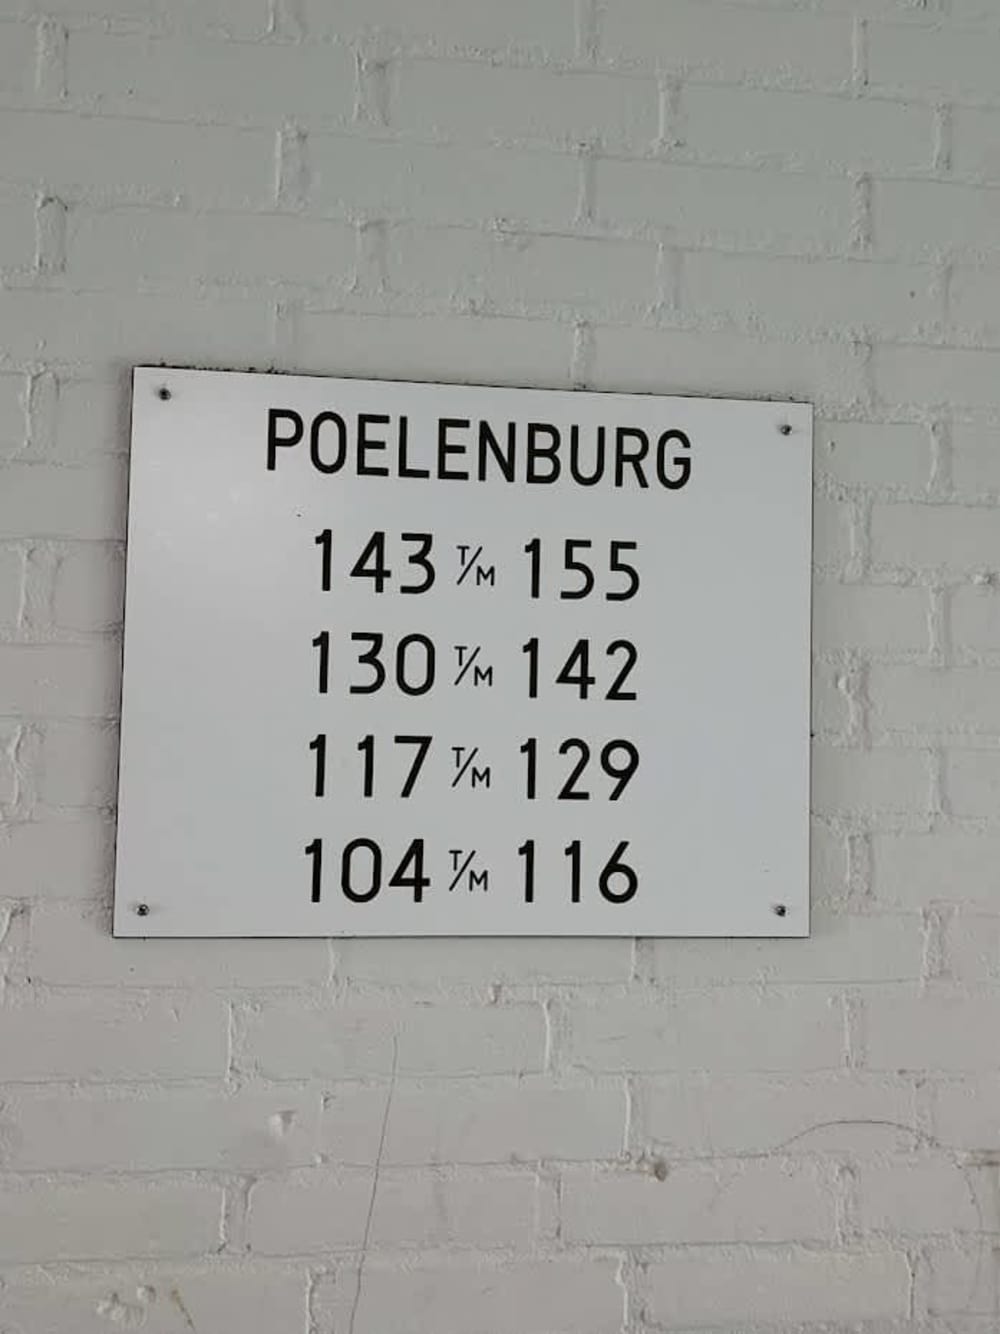 POELENBURG
143 T/M 155
130 T/M 142
117 T/M 129
104 T/M 116